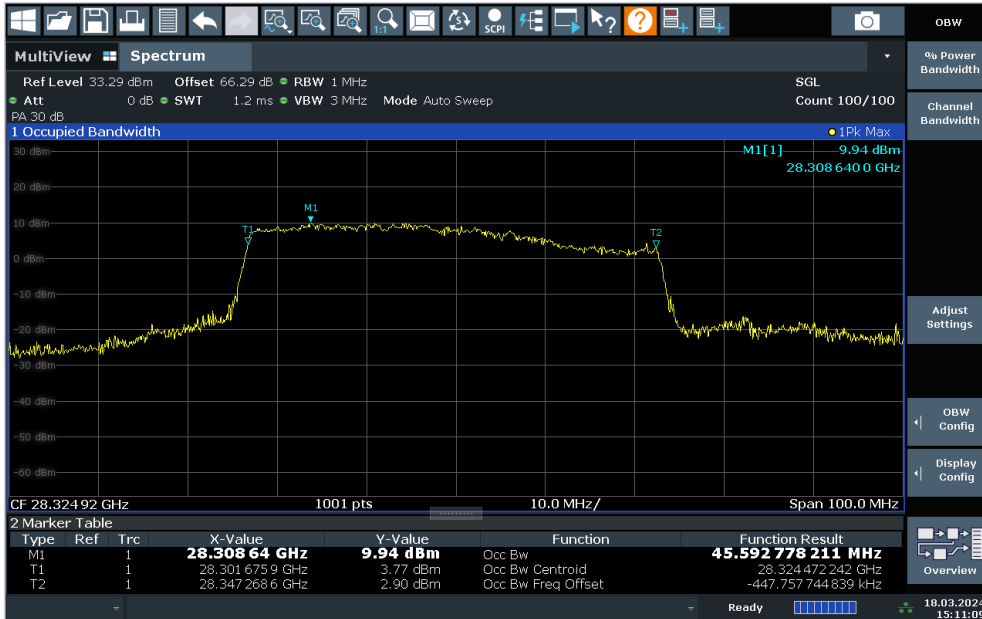 1:1
SCPI
OBW
MultiView Spectrum
% Power
Bandwidth
Ref Level 33.29 dBm Offset 66.29 dB RBW 1 MHz SGL
Att 0 dB SWT 1.2 ms VBW 3 MHz Mode Auto Sweep Count 100/100
PA 30 dB
Channel
Bandwidth
1 Occupied Bandwidth 1Pk Max
30 dBm
M1[1] 9.94 dBm
28.308 640 0 GHz
20 dBm
M1
10 dBm
T1
T2
0 dBm
-10 dBm
-20 dBm
-30 dBm
-40 dBm
-50 dBm
-60 dBm
Adjust
Settings
OBW
Config
Display
Config
CF 28.324 92 GHz 1001 pts 10.0 MHz/ Span 100.0 MHz
2 Marker Table
Type Ref Trc X-Value Y-Value Function Function Result
M1 1 28.308 64 GHz 9.94 dBm Occ Bw 45.592 778 211 MHz
T1 1 28.301 675 9 GHz 3.77 dBm Occ Bw Centroid 28.324 472 242 GHz
T2 1 28.347 268 6 GHz 2.90 dBm Occ Bw Freq Offset -447.757 744 839 kHz
Overview
Ready
18.03.2024
15:11:09